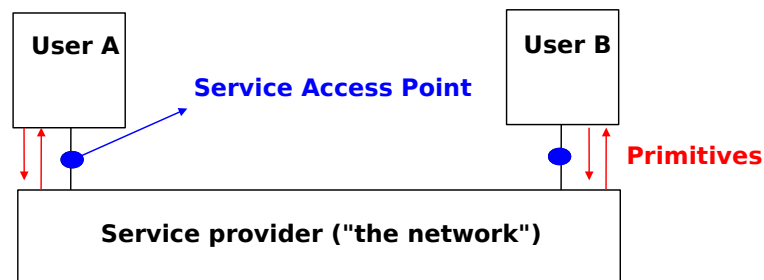 User A
User B
Service Access Point
Primitives
Service provider ("the network")